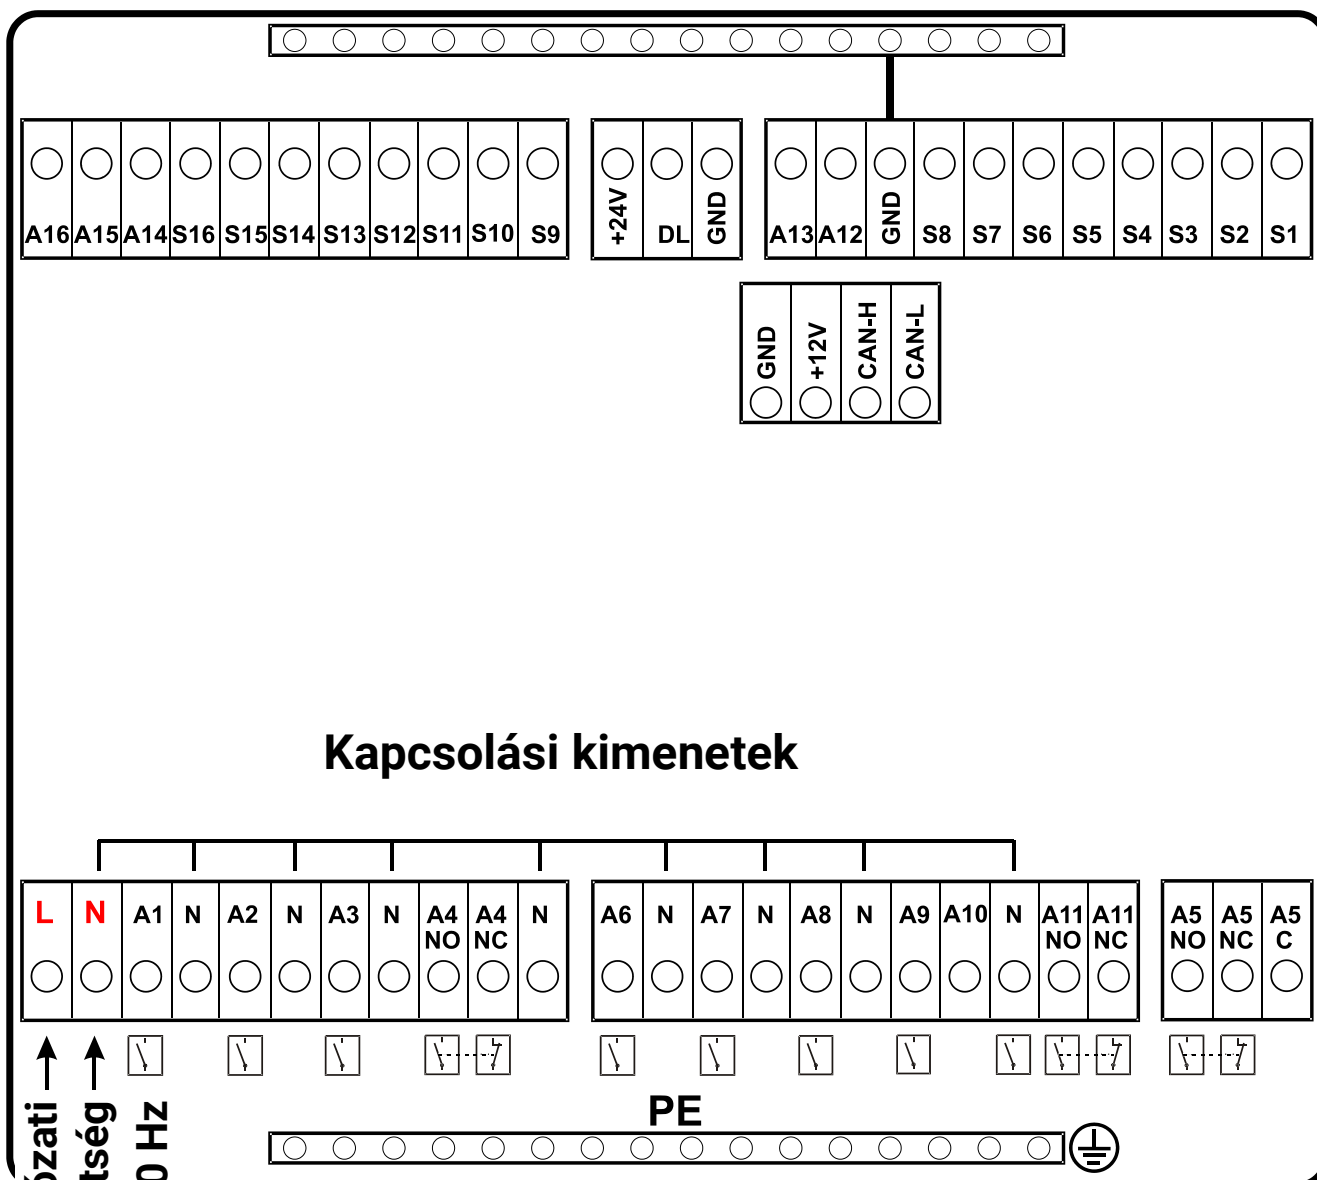 A16 A15 A14 S16 S15 S14 S13 S12 S11 S10 S9
+24V DL GND
A13 A12 GND S8 S7 S6 S5 S4 S3 S2 S1
GND +12V CAN-H CAN-L
Kapcsolási kimenetek
L N A1 N A2 N A3 N A4 NO A4 NC N
A6 N A7 N A8 N A9 A10 N A11 NO A11 NC
A5 NO A5 NC A5 C
PE
Hz